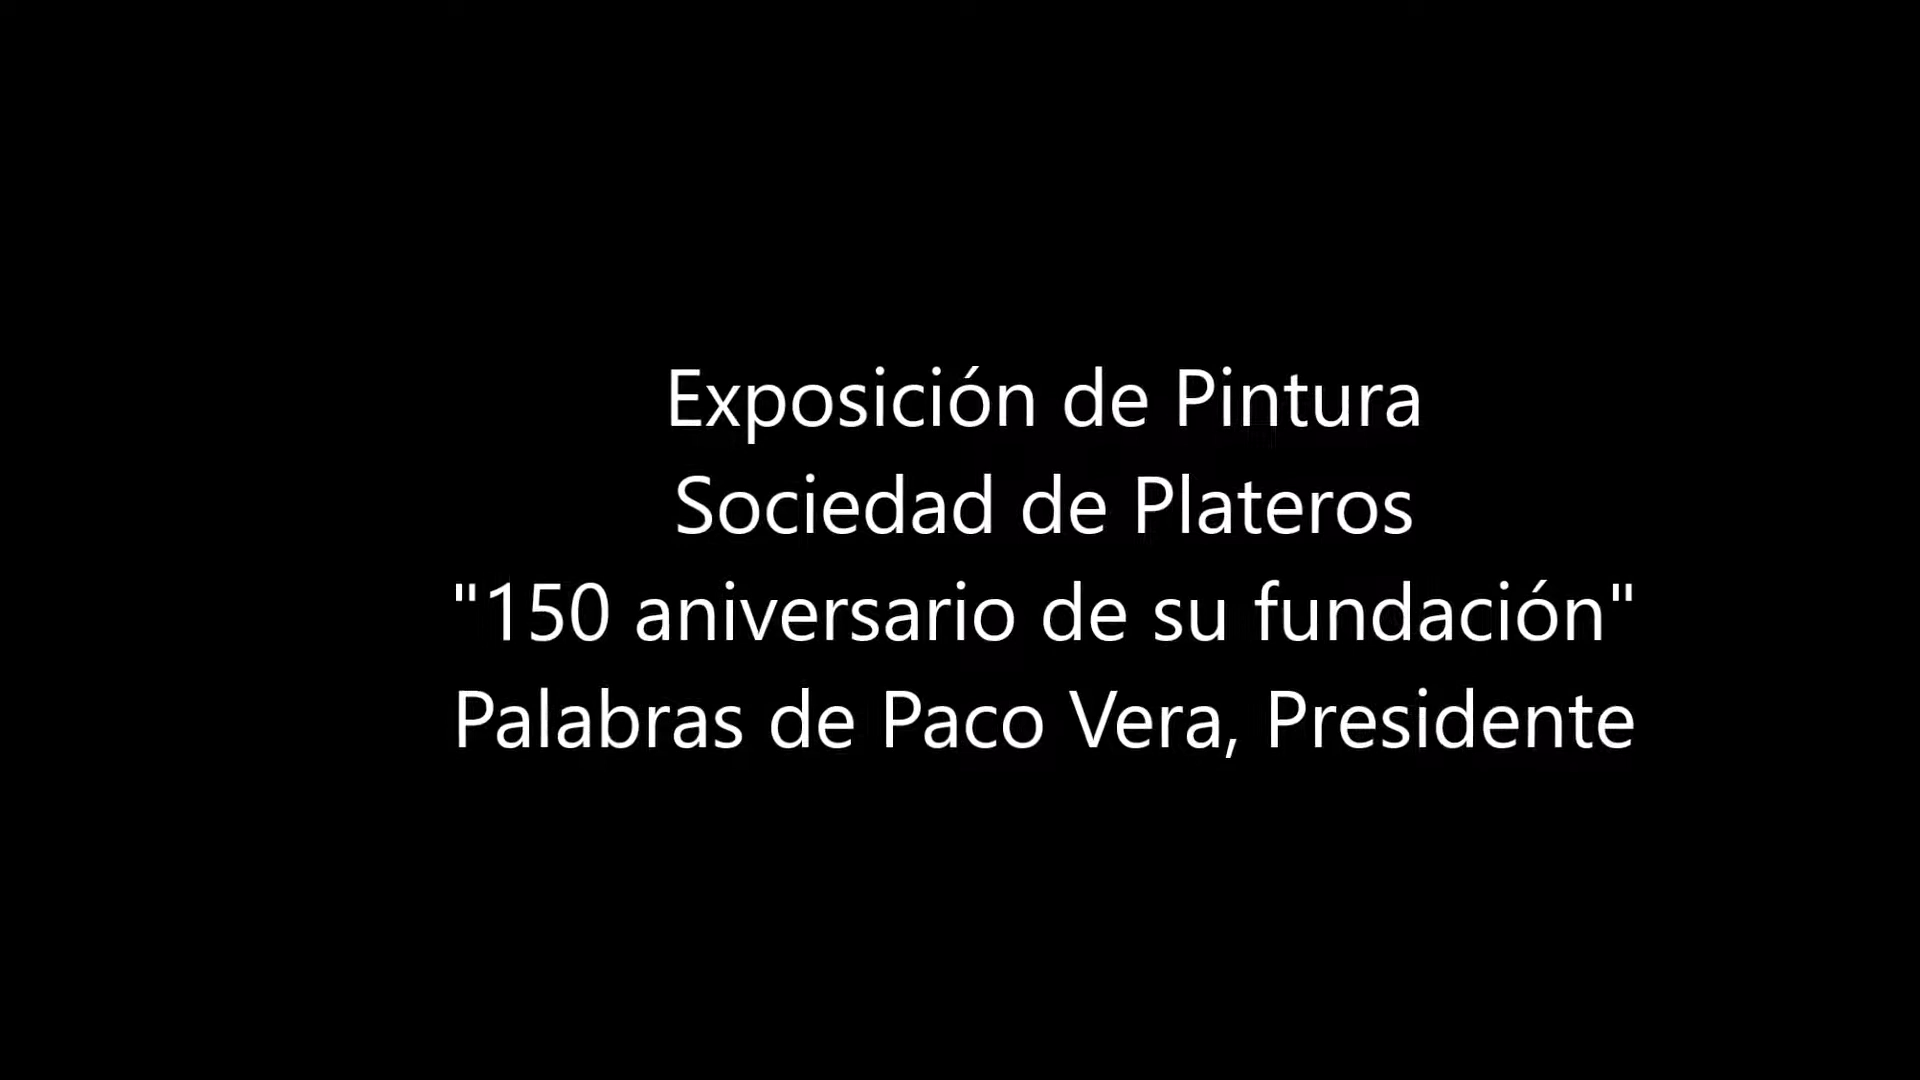 Exposición de Pintura
Sociedad de Plateros
"150 aniversario de su fundación"
Palabras de Paco Vera, Presidente